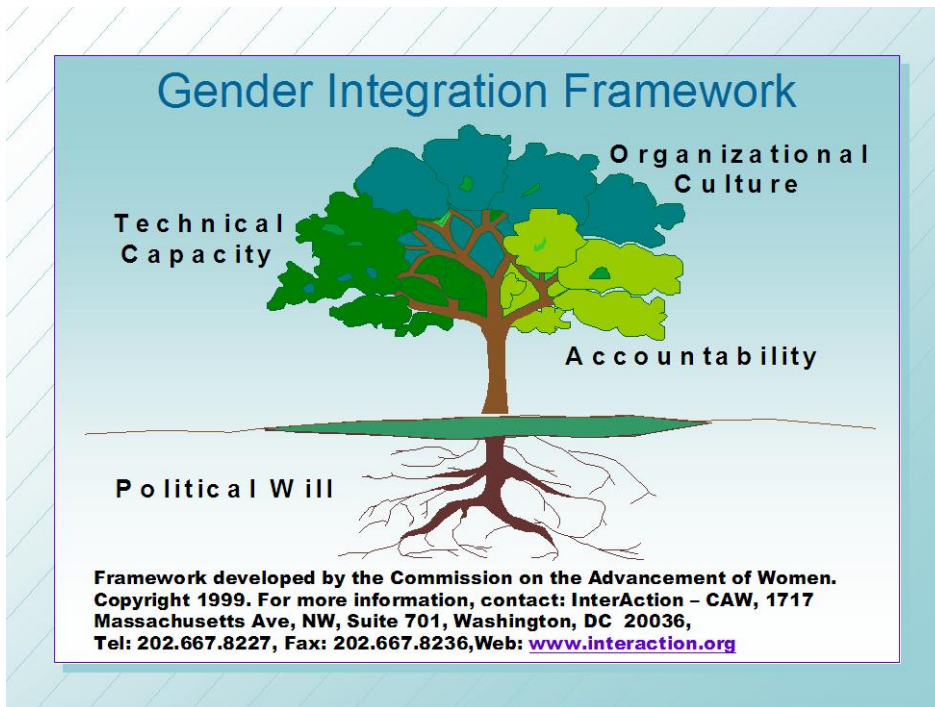 Gender Integration Framework
Organizational
Culture
Technical
Capacity
Accountability
Political Will
Framework developed by the Commission on the Advancement of Women.
Copyright 1999. For more information, contact: InterAction – CAW, 1717
Massachusetts Ave, NW, Suite 701, Washington, DC  20036,
Tel: 202.667.8227, Fax: 202.667.8236,Web: www.interaction.org